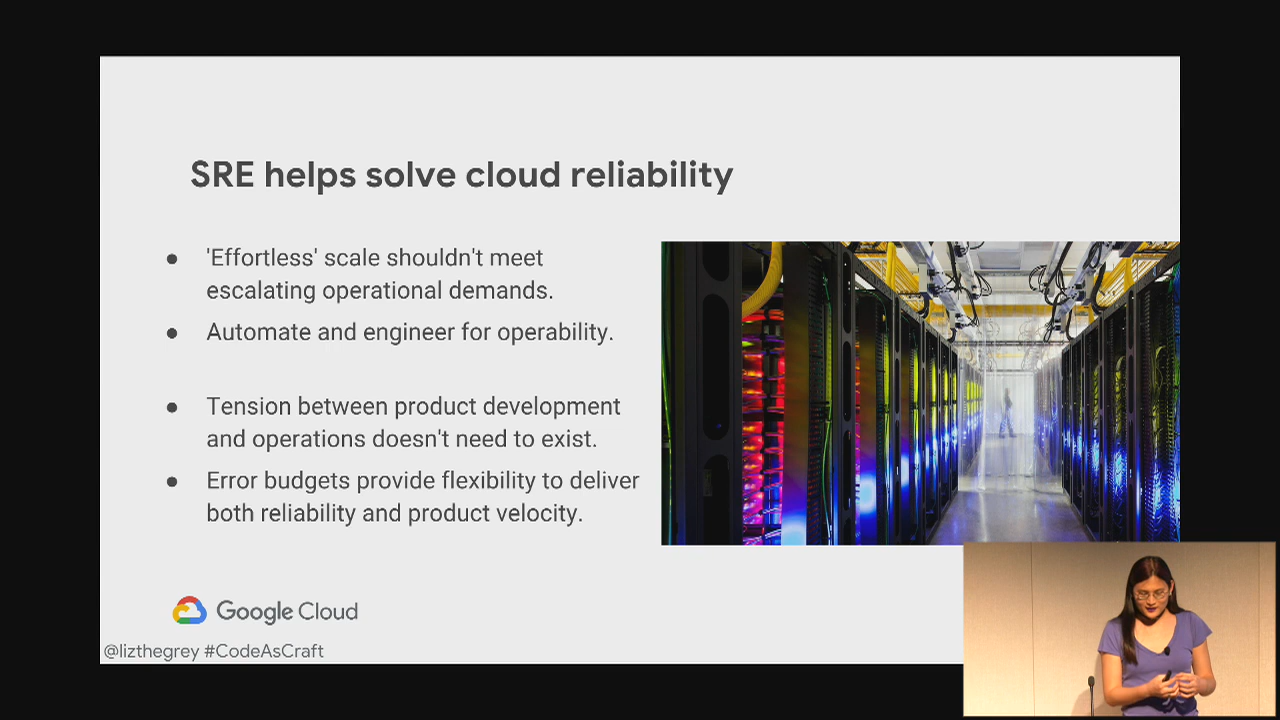 SRE helps solve cloud reliability
● 'Effortless' scale shouldn't meet
escalating operational demands.
● Automate and engineer for operability.
● Tension between product development
and operations doesn't need to exist.
● Error budgets provide flexibility to deliver
both reliability and product velocity.
Google Cloud
@lizthegrey #CodeAsCraft